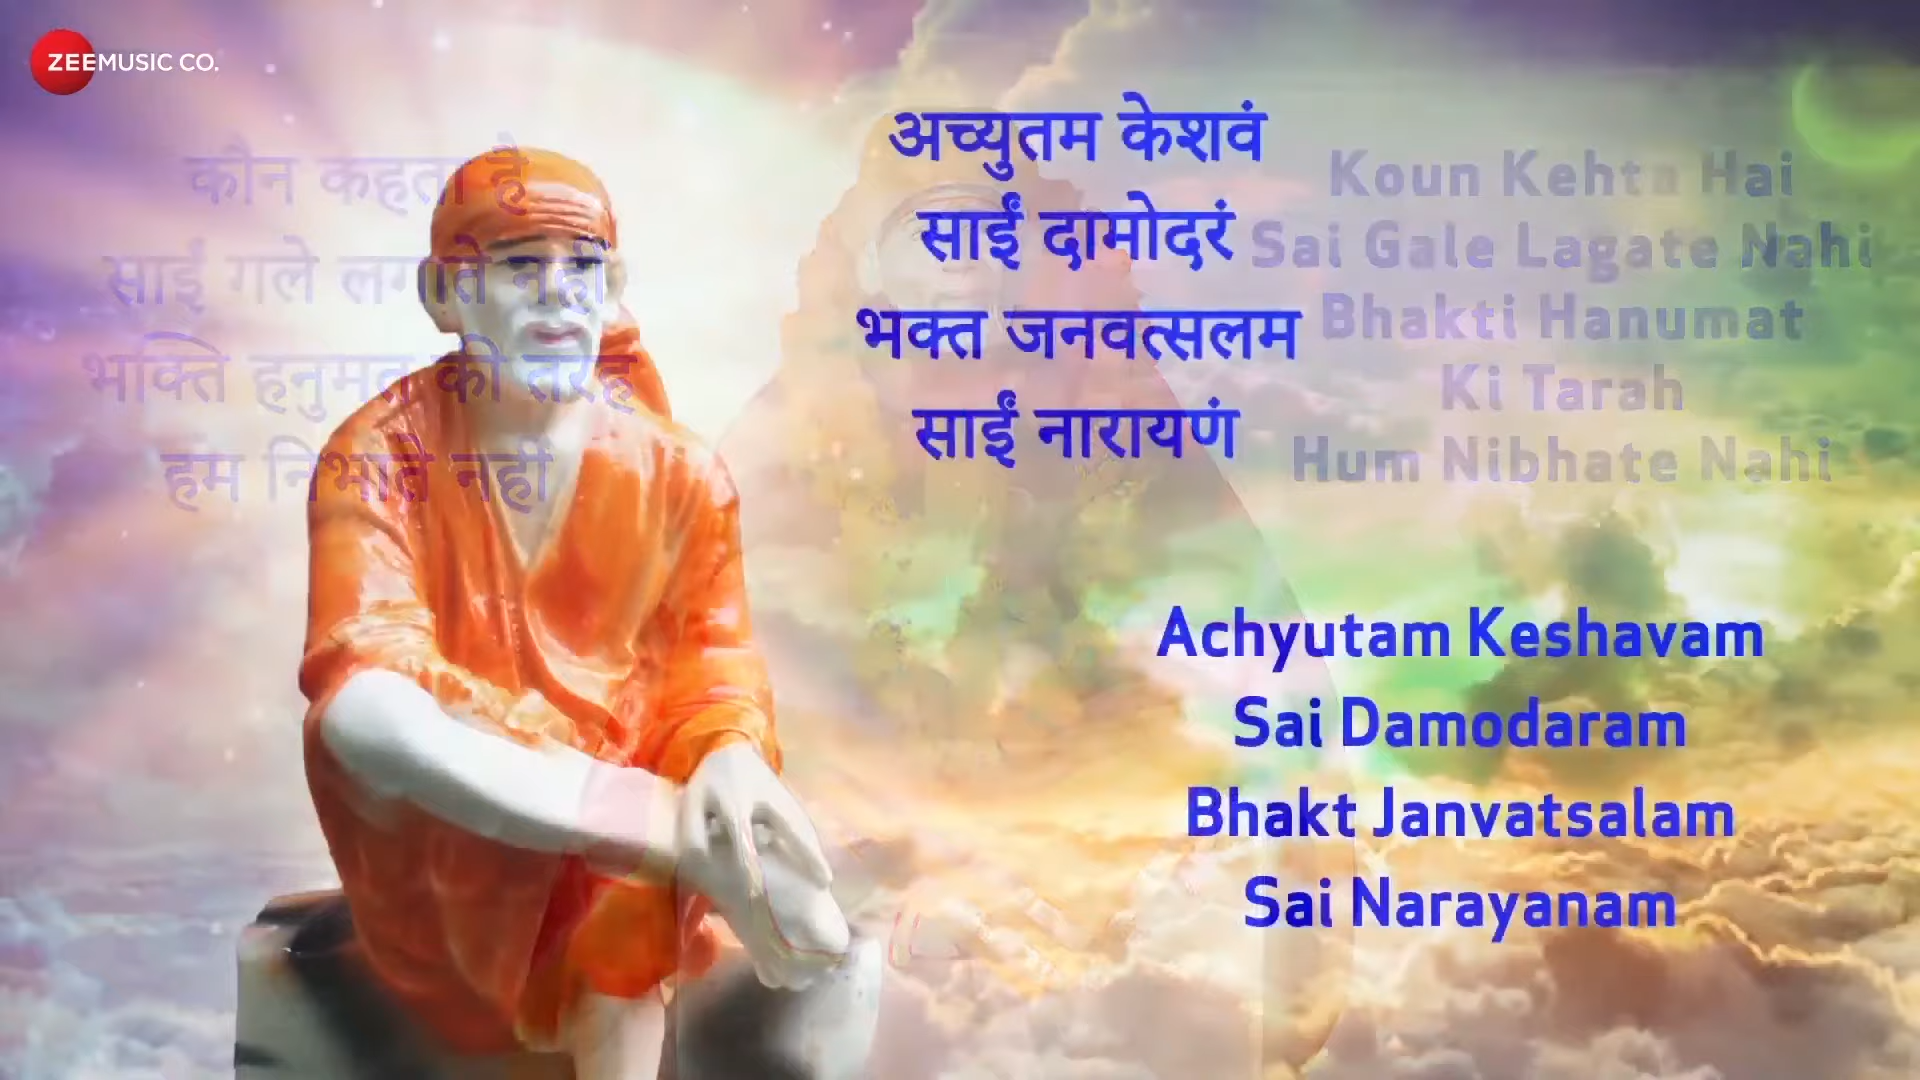 ZEEMUSIC CO.
कौन कहता है
साईं गले लगाते नहीं
भक्ति हनुमत की तरह
हम निभाते नहीं
अच्युतम केशवं
साईं दामोदरं
भक्त जनवत्सलम
साईं नारायणं
Koun Kehta Hai
Sai Gale Lagate Nahi
Bhakti Hanumat
Ki Tarah
Hum Nibhate Nahi
Achyutam Keshavam
Sai Damodaram
Bhakt Janvatsalam
Sai Narayanam